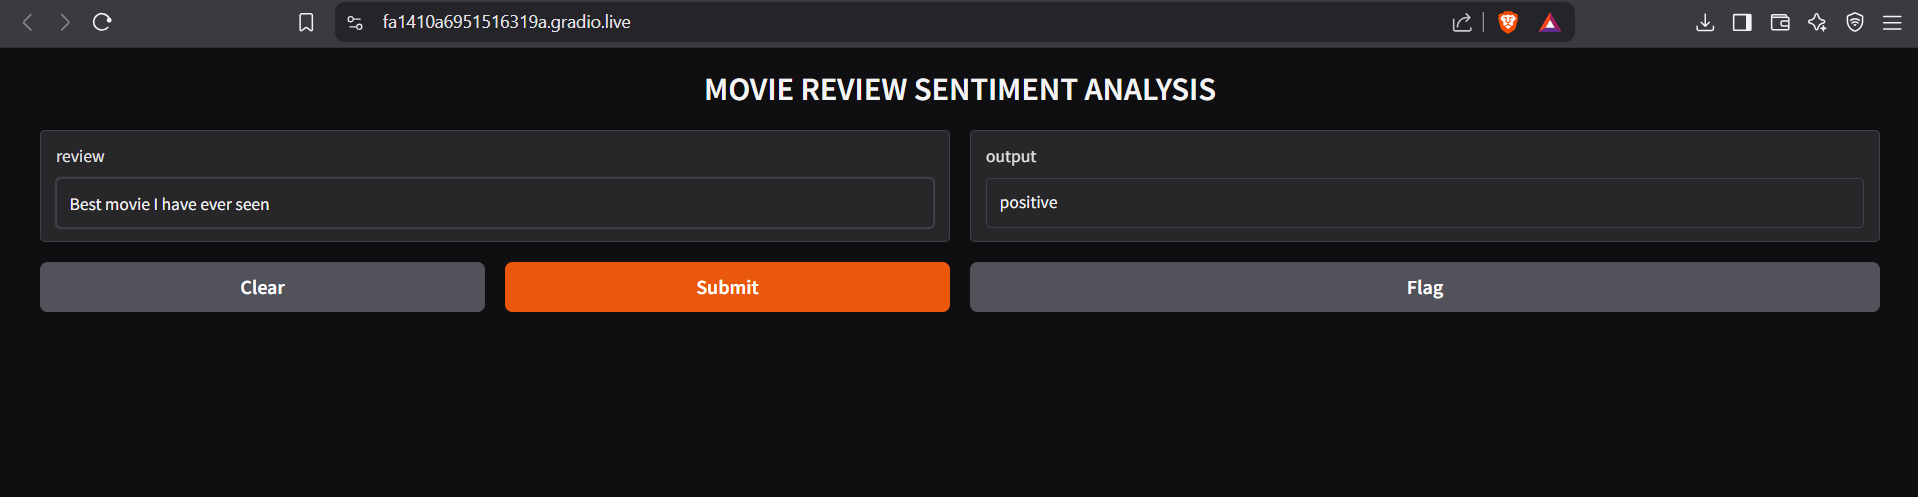 fa1410a6951516319a.gradio.live
MOVIE REVIEW SENTIMENT ANALYSIS
review
Best movie I have ever seen
output
positive
Clear
Submit
Flag